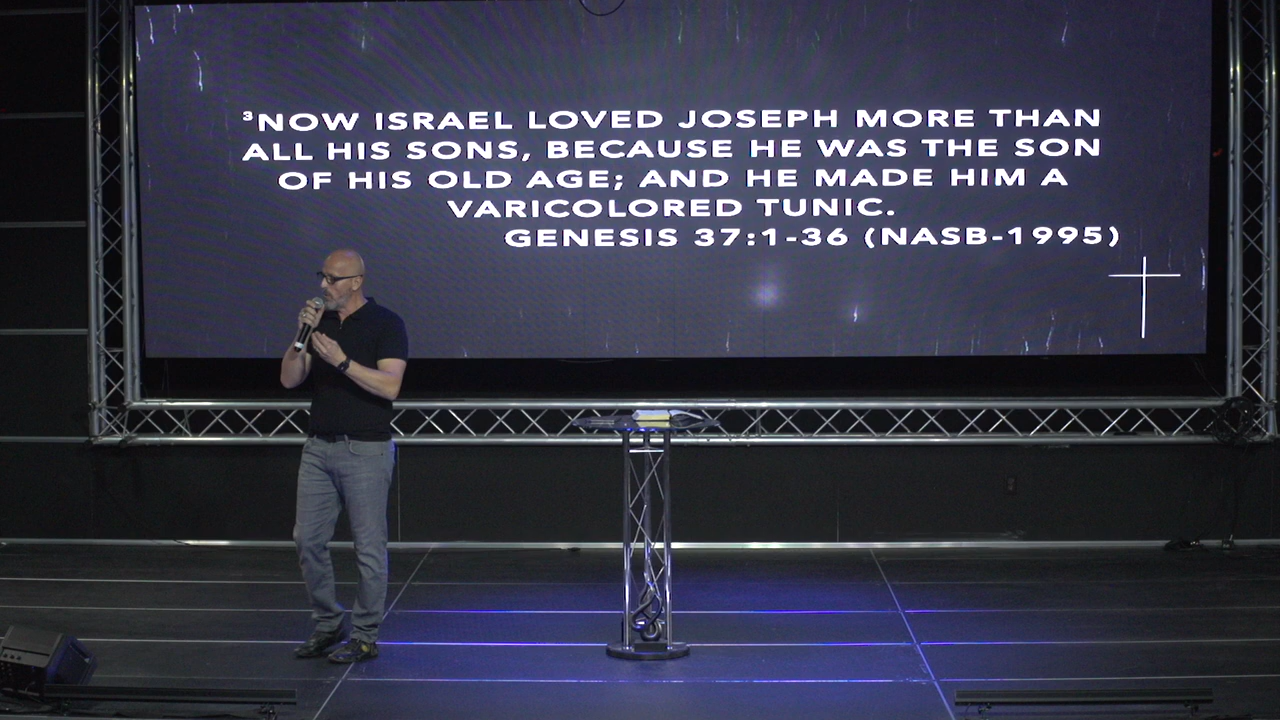 ³NOW ISRAEL LOVED JOSEPH MORE THAN
ALL HIS SONS, BECAUSE HE WAS THE SON
OF HIS OLD AGE; AND HE MADE HIM A
VARICOLORED TUNIC.
GENESIS 37:1-36 (NASB-1995)